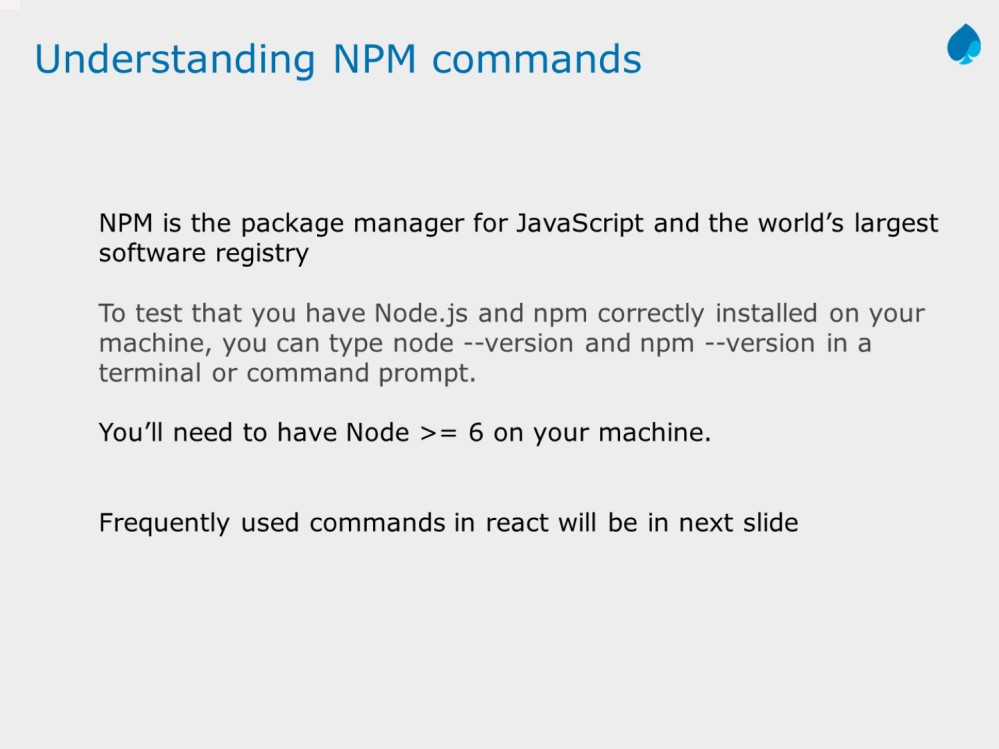 Understanding NPM commands
NPM is the package manager for JavaScript and the world’s largest
software registry
To test that you have Node.js and npm correctly installed on your
machine, you can type node --version and npm --version in a
terminal or command prompt.
You’ll need to have Node >= 6 on your machine.
Frequently used commands in react will be in next slide